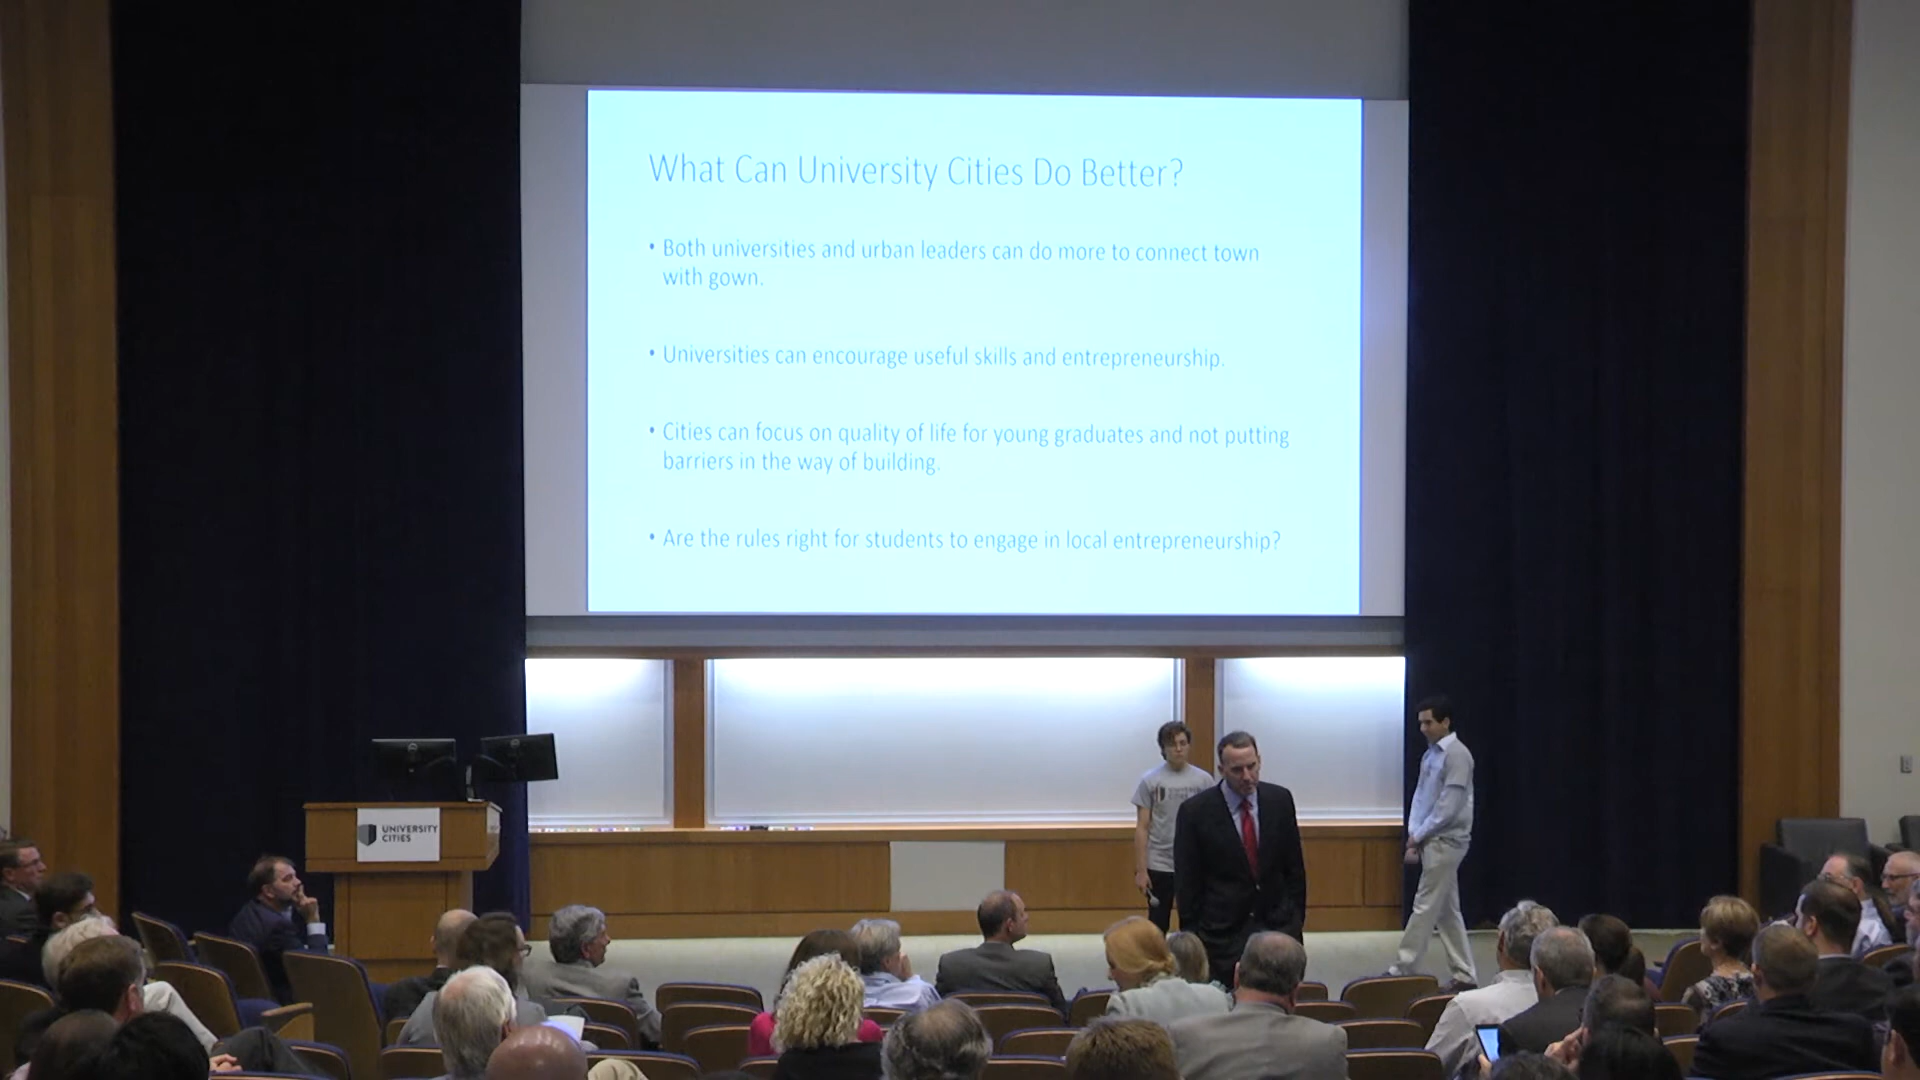 What Can University Cities Do Better?
• Both universities and urban leaders can do more to connect town
with gown.
• Universities can encourage useful skills and entrepreneurship.
• Cities can focus on quality of life for young graduates and not putting
barriers in the way of building.
• Are the rules right for students to engage in local entrepreneurship?
UNIVERSITY
CITIES